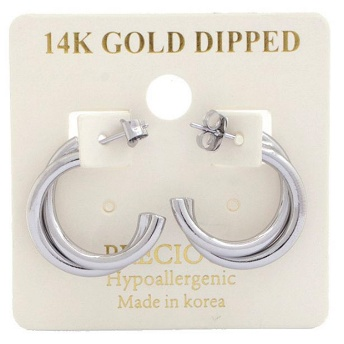 14K GOLD DIPPED
Hypoallergenic
Made in korea